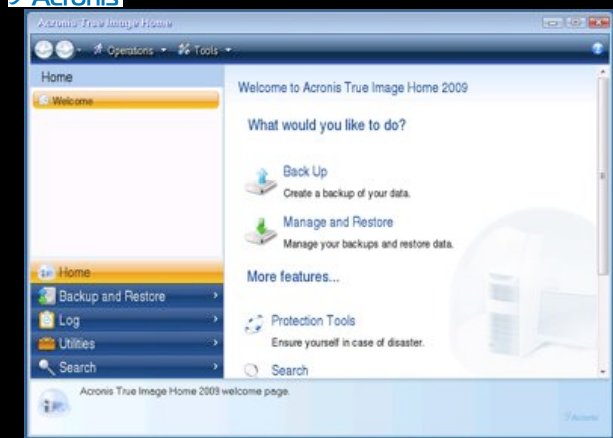 Acronis
Acronis True Image Home
Operations Tools
Home
Welcome
Welcome to Acronis True Image Home 2009
What would you like to do?
Back Up
Create a backup of your data.
Manage and Restore
Manage your backups and restore data.
More features...
Protection Tools
Ensure yourself in case of disaster.
Search
Home
Backup and Restore
Log
Utilities
Search
Acronis True Image Home 2009 welcome page.
Acronis